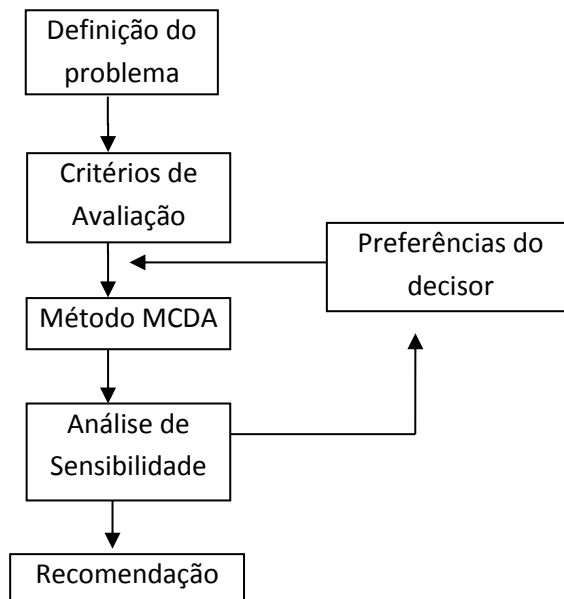 Definição do
problema
Critérios de
Avaliação
Preferências do
decisor
Método MCDA
Análise de
Sensibilidade
Recomendação